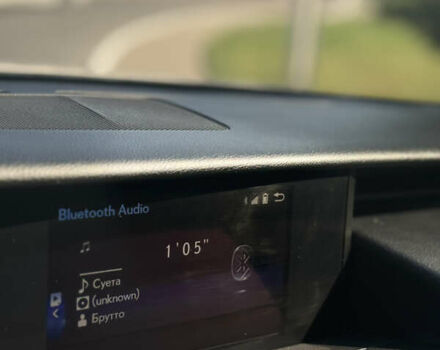 Bluetooth Audio
1'05"
Суета
(unknown)
Брутто